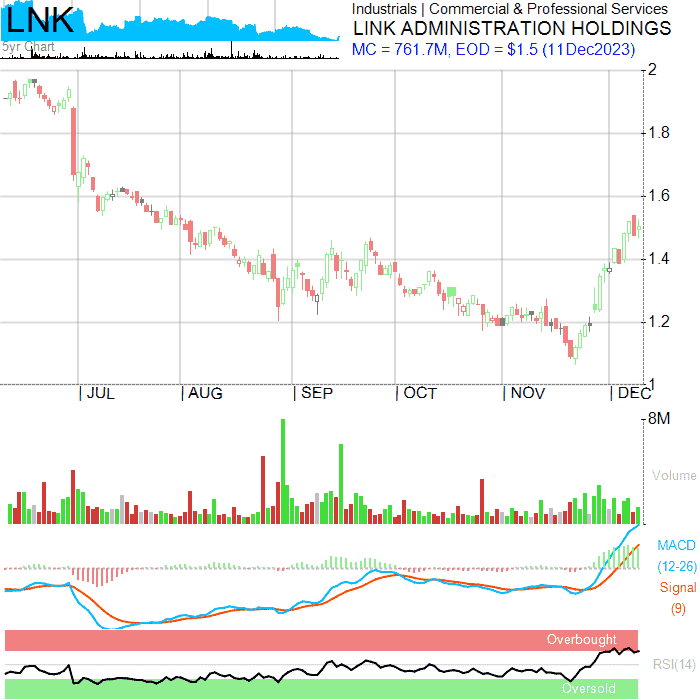 LNK
5yr Chart
Industrials | Commercial & Professional Services
LINK ADMINISTRATION HOLDINGS
MC = 761.7M, EOD = $1.5 (11Dec2023)
2
1.8
1.6
1.4
1.2
1
JUL AUG SEP OCT NOV DEC
8M
Volume
MACD
(12-26)
Signal
(9)
Overbought
RSI(14)
Oversold